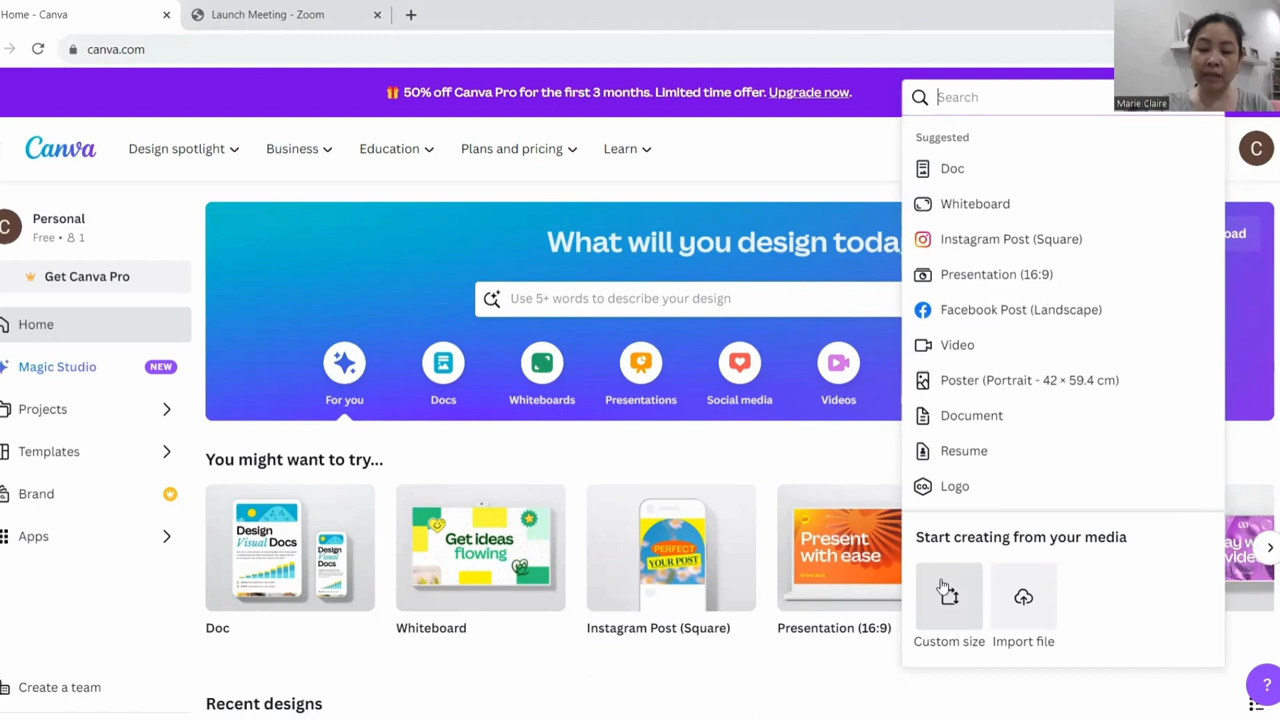 Home - Canva
Launch Meeting - Zoom
canva.com
50% off Canva Pro for the first 3 months. Limited time offer. Upgrade now.
Search
Marie Claire
Canva
Design spotlight
Business
Education
Plans and pricing
Learn
C
Suggested
Doc
Whiteboard
Instagram Post (Square)
Presentation (16:9)
Facebook Post (Landscape)
Video
Poster (Portrait - 42 × 59.4 cm)
Document
Resume
CO.
Logo
Start creating from your media
Custom size
Import file
C
Personal
Free • 1
Get Canva Pro
Home
Magic Studio
NEW
Projects
Templates
Brand
Apps
Create a team
What will you design toda
oad
Use 5+ words to describe your design
For you
Docs
Whiteboards
Presentations
Social media
Videos
You might want to try...
Design
Visual Docs
Design
Visual
Docs
Get ideas
flowing
PERFECT
YOUR POST
Present
with ease
Doc
Whiteboard
Instagram Post (Square)
Presentation (16:9)
Recent designs
?